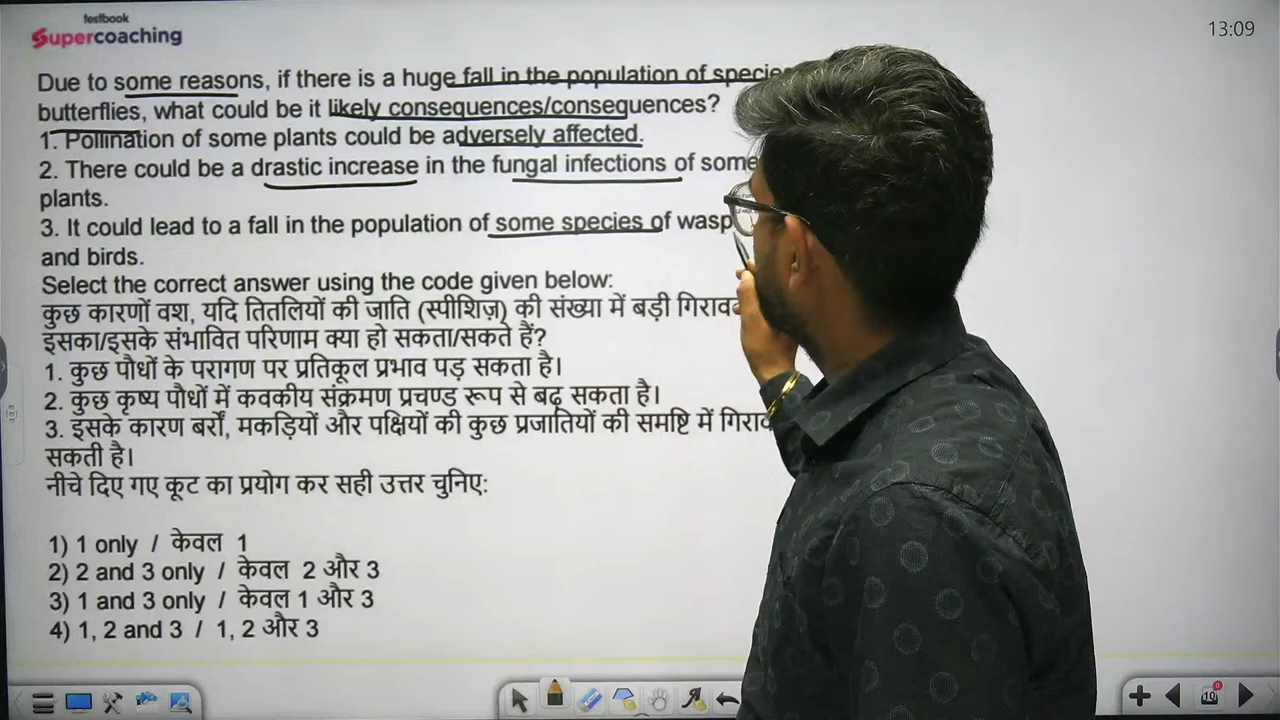 testbook
Supercoaching
13:09
Due to some reasons, if there is a huge fall in the population of species
butterflies, what could be it likely consequences/consequences?
1. Pollination of some plants could be adversely affected.
2. There could be a drastic increase in the fungal infections of some
plants.
3. It could lead to a fall in the population of some species of wasp
and birds.
Select the correct answer using the code given below:
कुछ कारणों वश, यदि तितलियों की जाति (स्पीशिज़) की संख्या में बड़ी
इसका/इसके संभावित परिणाम क्या हो सकता/सकते हैं?
1. कुछ पौधों के परागण पर प्रतिकूल प्रभाव पड़ सकता है।
2. कुछ कृष्य पौधों में कवकीय संक्रमण प्रचण्ड रूप से बढ़ सकता है।
3. इसके कारण बर्रों, मकड़ियों और पक्षियों की कुछ प्रजातियों की समष्टि में
सकती है।
नीचे दिए गए कूट का प्रयोग कर सही उत्तर चुनिए:
1) 1 only / केवल 1
2) 2 and 3 only / केवल 2 और 3
3) 1 and 3 only / केवल 1 और 3
4) 1, 2 and 3 / 1, 2 और 3
10